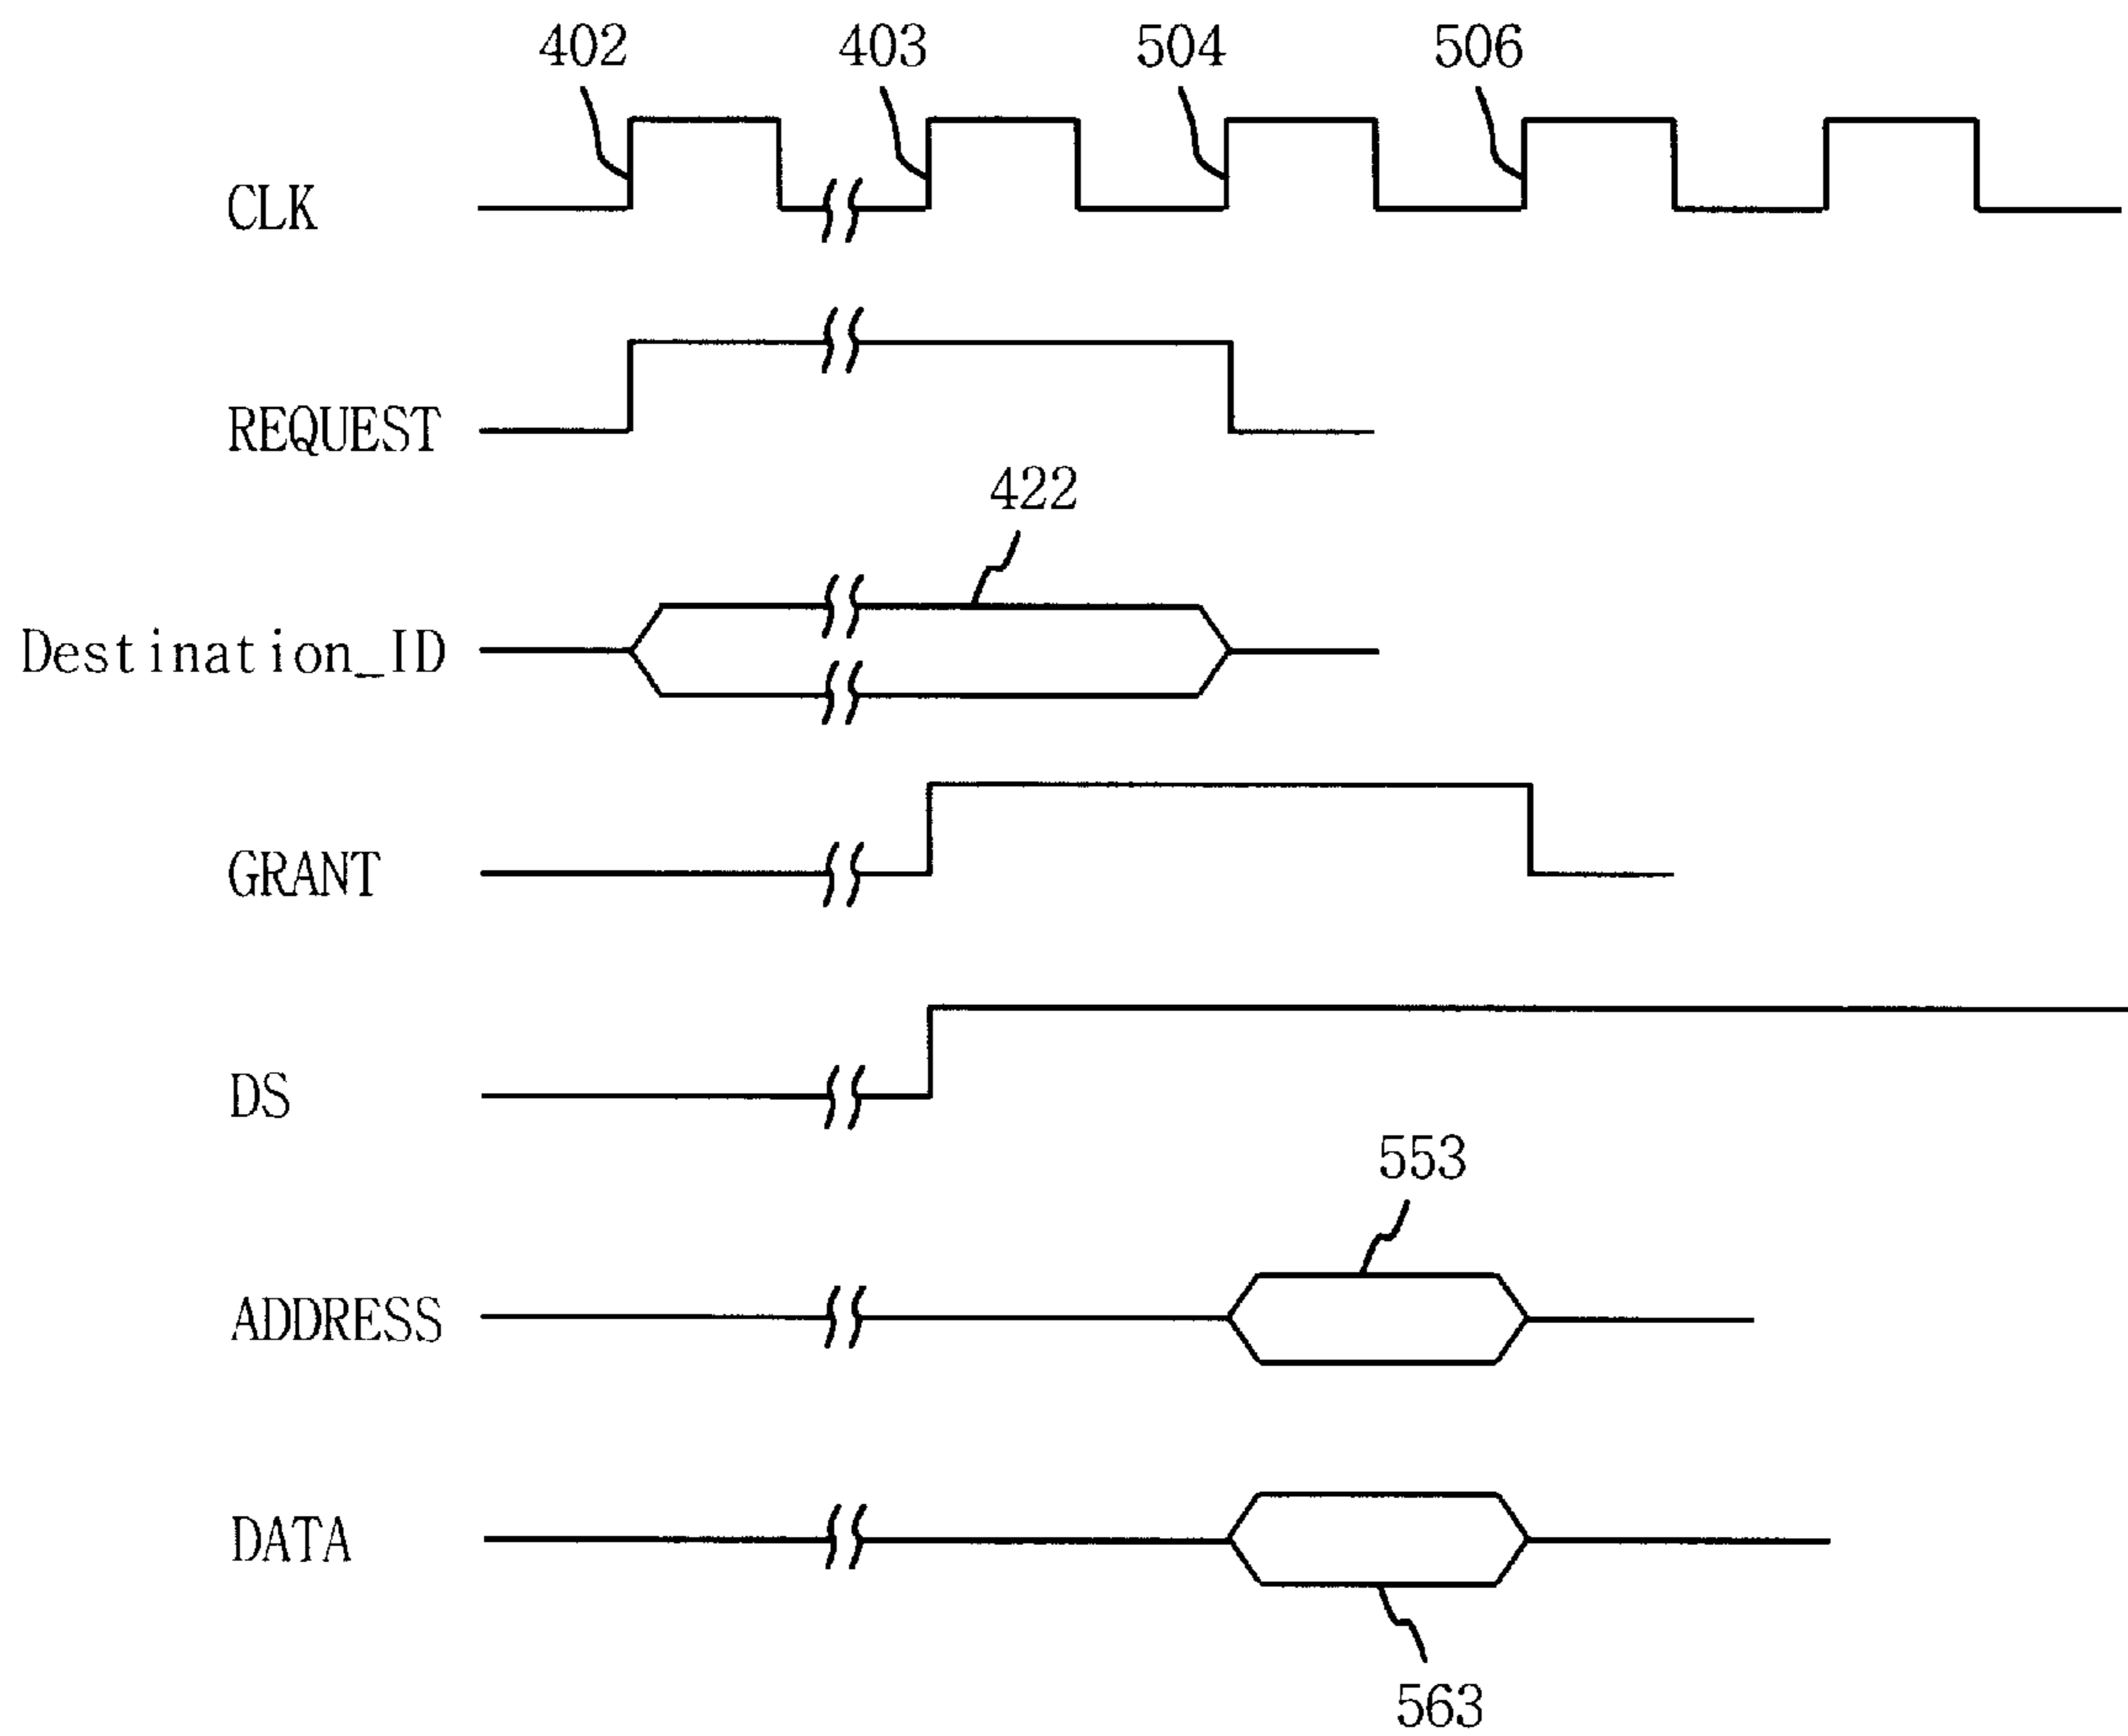 402 403 504 506
CLK
REQUEST
422
Destination_ID
GRANT
DS
553
ADDRESS
DATA
563